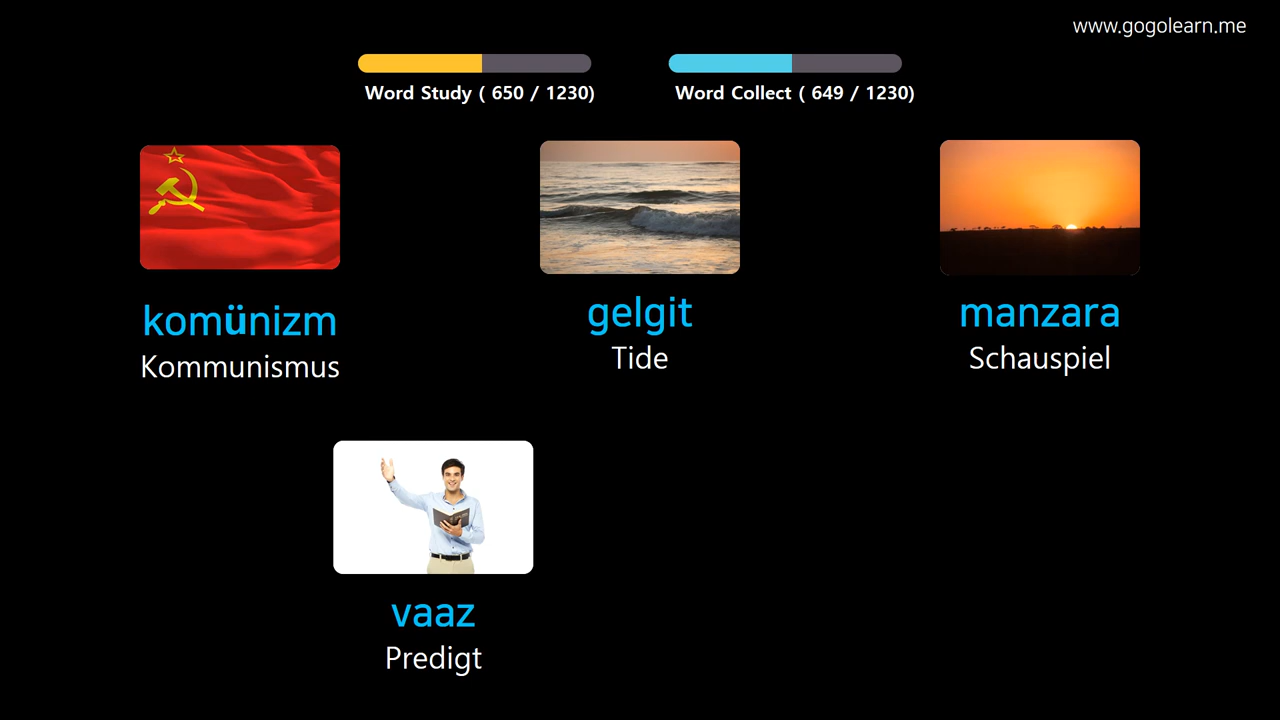 www.gogolearn.me
Word Study ( 650 / 1230)
Word Collect ( 649 / 1230)
komünizm
Kommunismus
gelgit
Tide
manzara
Schauspiel
vaaz
Predigt